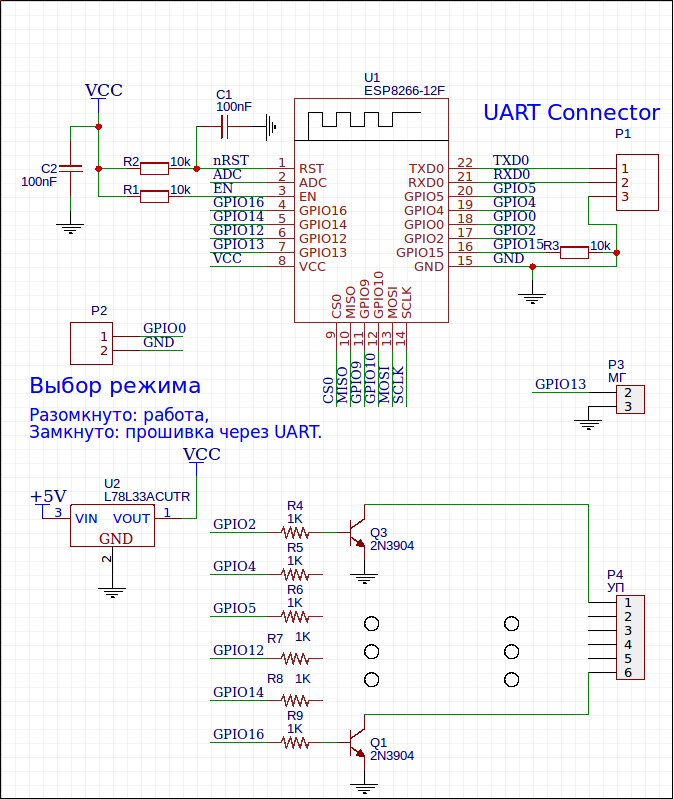 VCC
C1
100nF
U1
ESP8266-12F
UART Connector
P1
C2
100nF
R2 10k
R1 10k
nRST 1 RST
ADC 2 ADC
EN 3 EN
GPIO16 4 GPIO16
GPIO14 5 GPIO14
GPIO12 6 GPIO12
GPIO13 7 GPIO13
VCC 8 VCC
TXD0 22 TXD0 1
RXD0 21 RXD0 2
GPIO5 20 GPIO5 3
GPIO4 19 GPIO4
GPIO0 18 GPIO0
GPIO2 17 GPIO2
GPIO15 16 GPIO15 R3 10k
GND 15 GND
CS0 9 CS0
MISO 10 MISO
GPIO9 11 GPIO9
GPIO10 12 GPIO10
MOSI 13 MOSI
SCLK 14 SCLK
P2
1 GPIO0
2 GND
Выбор режима
Разомкнуто: работа,
Замкнуто: прошивка через UART.
P3
МГ
GPIO13 2
3
VCC
+5V
U2
L78L33ACUTR
3 VIN VOUT 1
GND
2
GPIO2
R4
1K
Q3
2N3904
GPIO4
R5
1K
GPIO5
R6
1K
GPIO12
R7 1K
GPIO14
R8 1K
GPIO16
R9
1K
Q1
2N3904
P4
УП
1
2
3
4
5
6